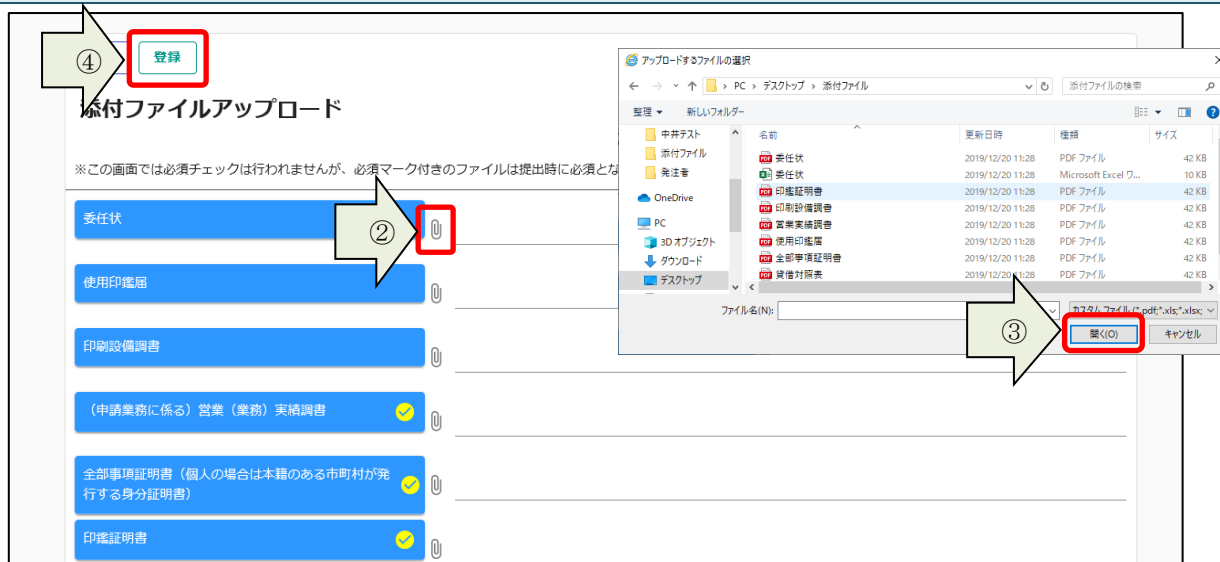 ④
登録
添付ファイルアップロード
※この画面では必須チェックは行われませんが、必須マーク付きのファイルは提出時に必須とな
委任状
②
使用印鑑届
印刷設備調書
（申請業務に係る）営業（業務）実績調書
全部事項証明書（個人の場合は本籍のある市町村が発
行する身分証明書）
印鑑証明書
アップロードするファイルの選択
PC › デスクトップ › 添付ファイル
添付ファイルの検索
整理
新しいフォルダー
中井テスト
添付ファイル
発注者
OneDrive
PC
3D オブジェクト
ダウンロード
デスクトップ
名前 更新日時 種類 サイズ
委任状 2019/12/20 11:28 PDF ファイル 42 KB
委任状 2019/12/20 11:28 Microsoft Excel ワ... 10 KB
印鑑証明書 2019/12/20 11:28 PDF ファイル 42 KB
印刷設備調書 2019/12/20 11:28 PDF ファイル 42 KB
営業実績調書 2019/12/20 11:28 PDF ファイル 42 KB
使用印鑑届 2019/12/20 11:28 PDF ファイル 42 KB
全部事項証明書 2019/12/20 11:28 PDF ファイル 42 KB
貸借対照表 2019/12/20 11:28 PDF ファイル 42 KB
ファイル名(N):
カスタム ファイル (*.pdf;*.xls;*.xlsx;
③
開く(O)
キャンセル